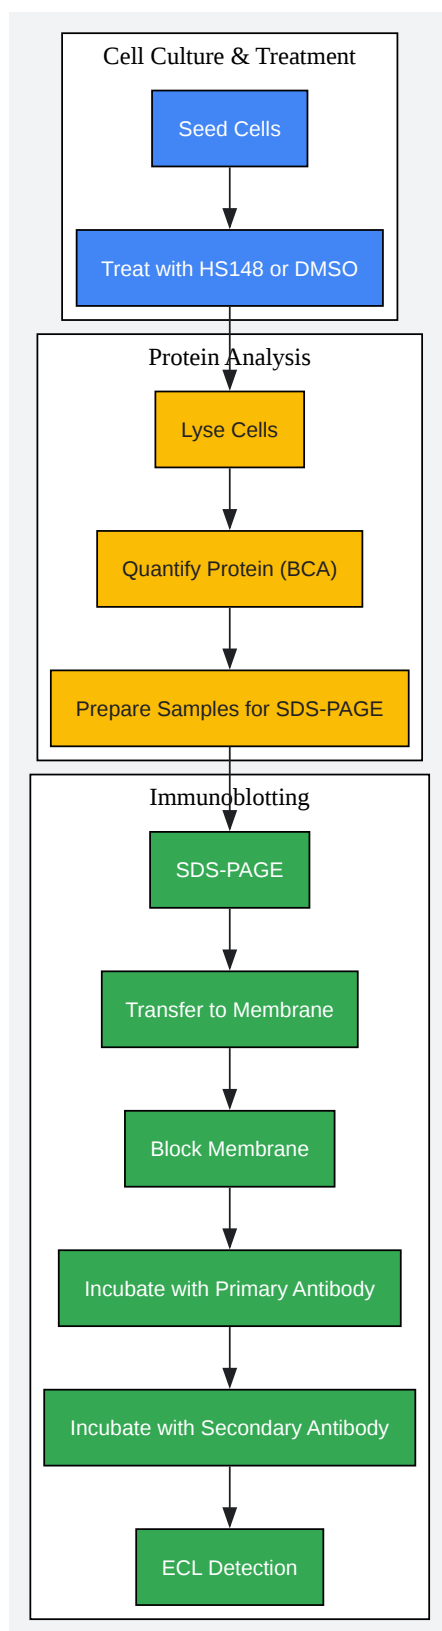 Cell Culture & Treatment
Seed Cells
Treat with HS148 or DMSO
Protein Analysis
Lyse Cells
Quantify Protein (BCA)
Prepare Samples for SDS-PAGE
Immunoblotting
SDS-PAGE
Transfer to Membrane
Block Membrane
Incubate with Primary Antibody
Incubate with Secondary Antibody
ECL Detection